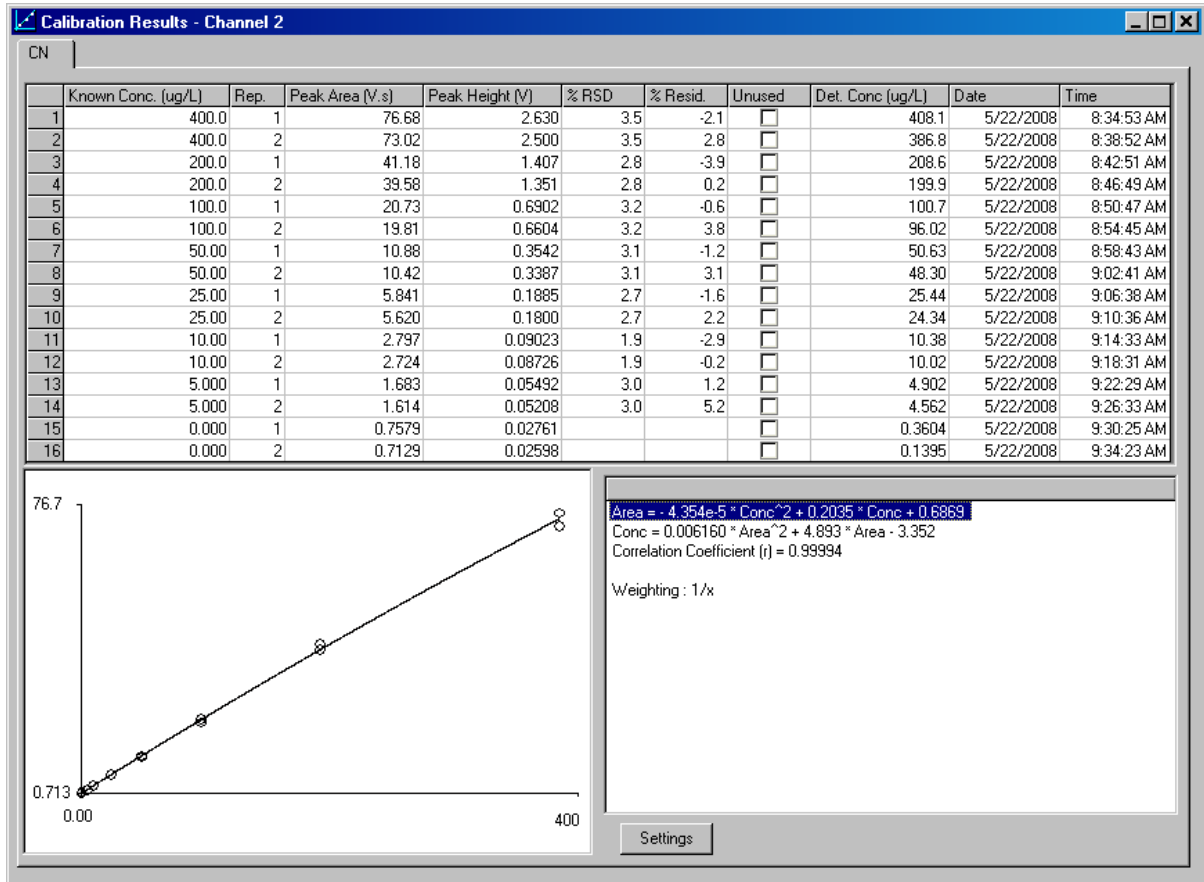 Calibration Results - Channel 2
CN
Known Conc. (ug/L) Rep. Peak Area (V.s) Peak Height (V) % RSD % Resid. Unused Det. Conc (ug/L) Date Time
1 400.0 1 76.68 2.630 3.5 -2.1 408.1 5/22/2008 8:34:53 AM
2 400.0 2 73.02 2.500 3.5 2.8 386.8 5/22/2008 8:38:52 AM
3 200.0 1 41.18 1.407 2.8 -3.9 208.6 5/22/2008 8:42:51 AM
4 200.0 2 39.58 1.351 2.8 0.2 199.9 5/22/2008 8:46:49 AM
5 100.0 1 20.73 0.6902 3.2 -0.6 100.7 5/22/2008 8:50:47 AM
6 100.0 2 19.81 0.6604 3.2 3.8 96.02 5/22/2008 8:54:45 AM
7 50.00 1 10.88 0.3542 3.1 -1.2 50.63 5/22/2008 8:58:43 AM
8 50.00 2 10.42 0.3387 3.1 3.1 48.30 5/22/2008 9:02:41 AM
9 25.00 1 5.841 0.1885 2.7 -1.6 25.44 5/22/2008 9:06:38 AM
10 25.00 2 5.620 0.1800 2.7 2.2 24.34 5/22/2008 9:10:36 AM
11 10.00 1 2.797 0.09023 1.9 -2.9 10.38 5/22/2008 9:14:33 AM
12 10.00 2 2.724 0.08726 1.9 -0.2 10.02 5/22/2008 9:18:31 AM
13 5.000 1 1.683 0.05492 3.0 1.2 4.902 5/22/2008 9:22:29 AM
14 5.000 2 1.614 0.05208 3.0 5.2 4.562 5/22/2008 9:26:33 AM
15 0.000 1 0.7579 0.02761 0.3604 5/22/2008 9:30:25 AM
16 0.000 2 0.7129 0.02598 0.1395 5/22/2008 9:34:23 AM
76.7
0.713
0.00
400
Area = - 4.354e-5 * Conc^2 + 0.2035 * Conc + 0.6869
Conc = 0.006160 * Area^2 + 4.893 * Area - 3.352
Correlation Coefficient (r) = 0.99994
Weighting : 1/x
Settings